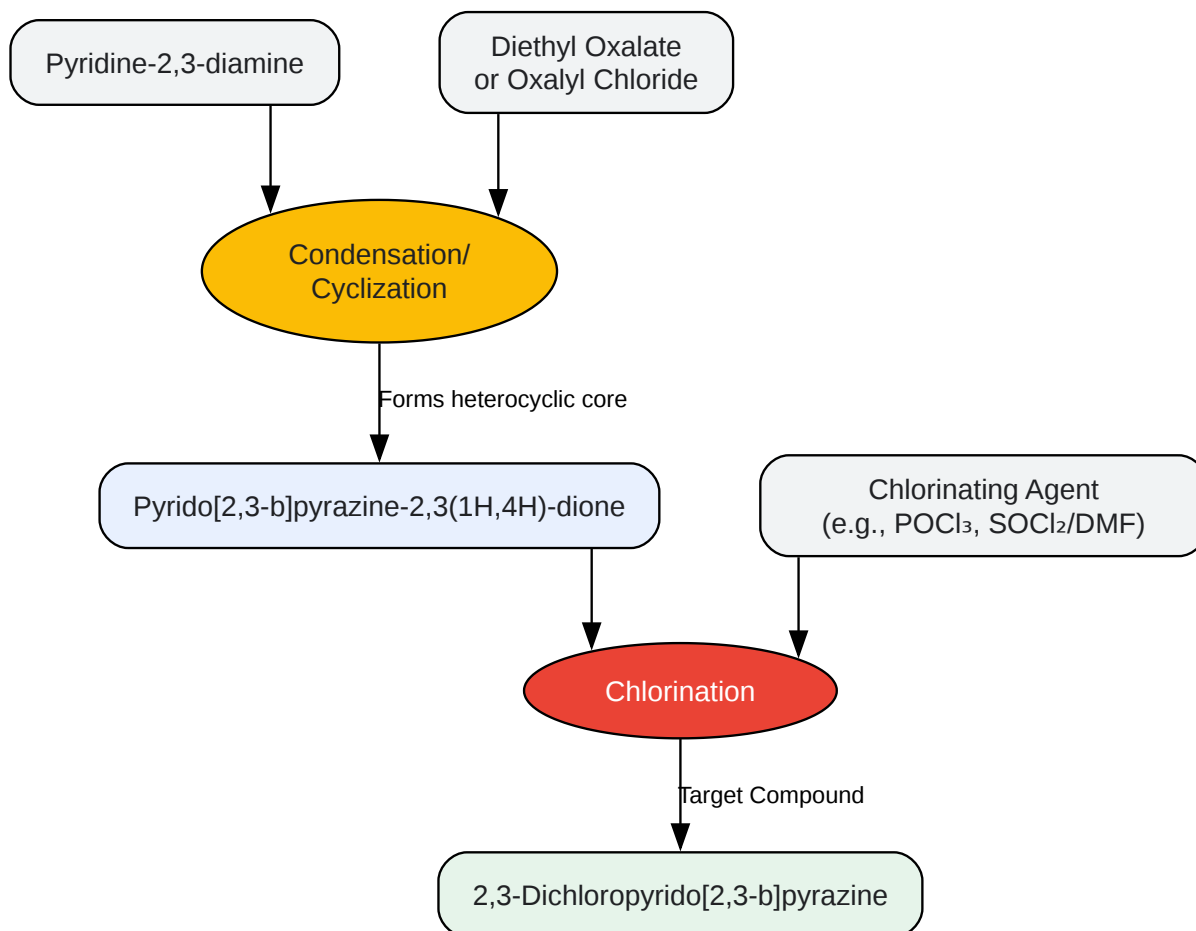 Pyridine-2,3-diamine
Diethyl Oxalate
or Oxalyl Chloride
Condensation/
Cyclization
Forms heterocyclic core
Pyrido[2,3-b]pyrazine-2,3(1H,4H)-dione
Chlorinating Agent
(e.g., POCl₃, SOCl₂/DMF)
Chlorination
Target Compound
2,3-Dichloropyrido[2,3-b]pyrazine